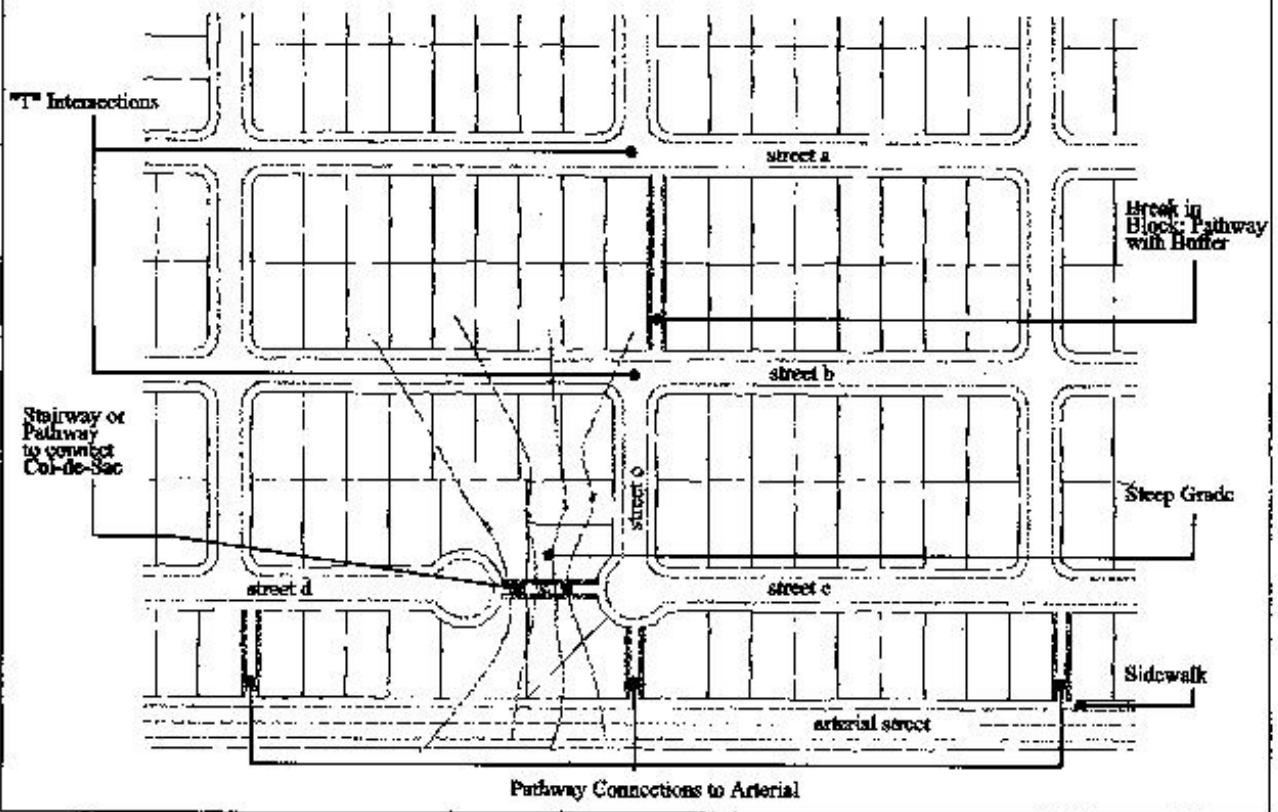 "T" Intersections
street a
Break in
Block: Pathway
with Buffer
street b
Stairway or
Pathway
to connect
Cul-de-Sac
street c
Steep Grade
street d
street c
Sidewalk
arterial street
Pathway Connections to Arterial